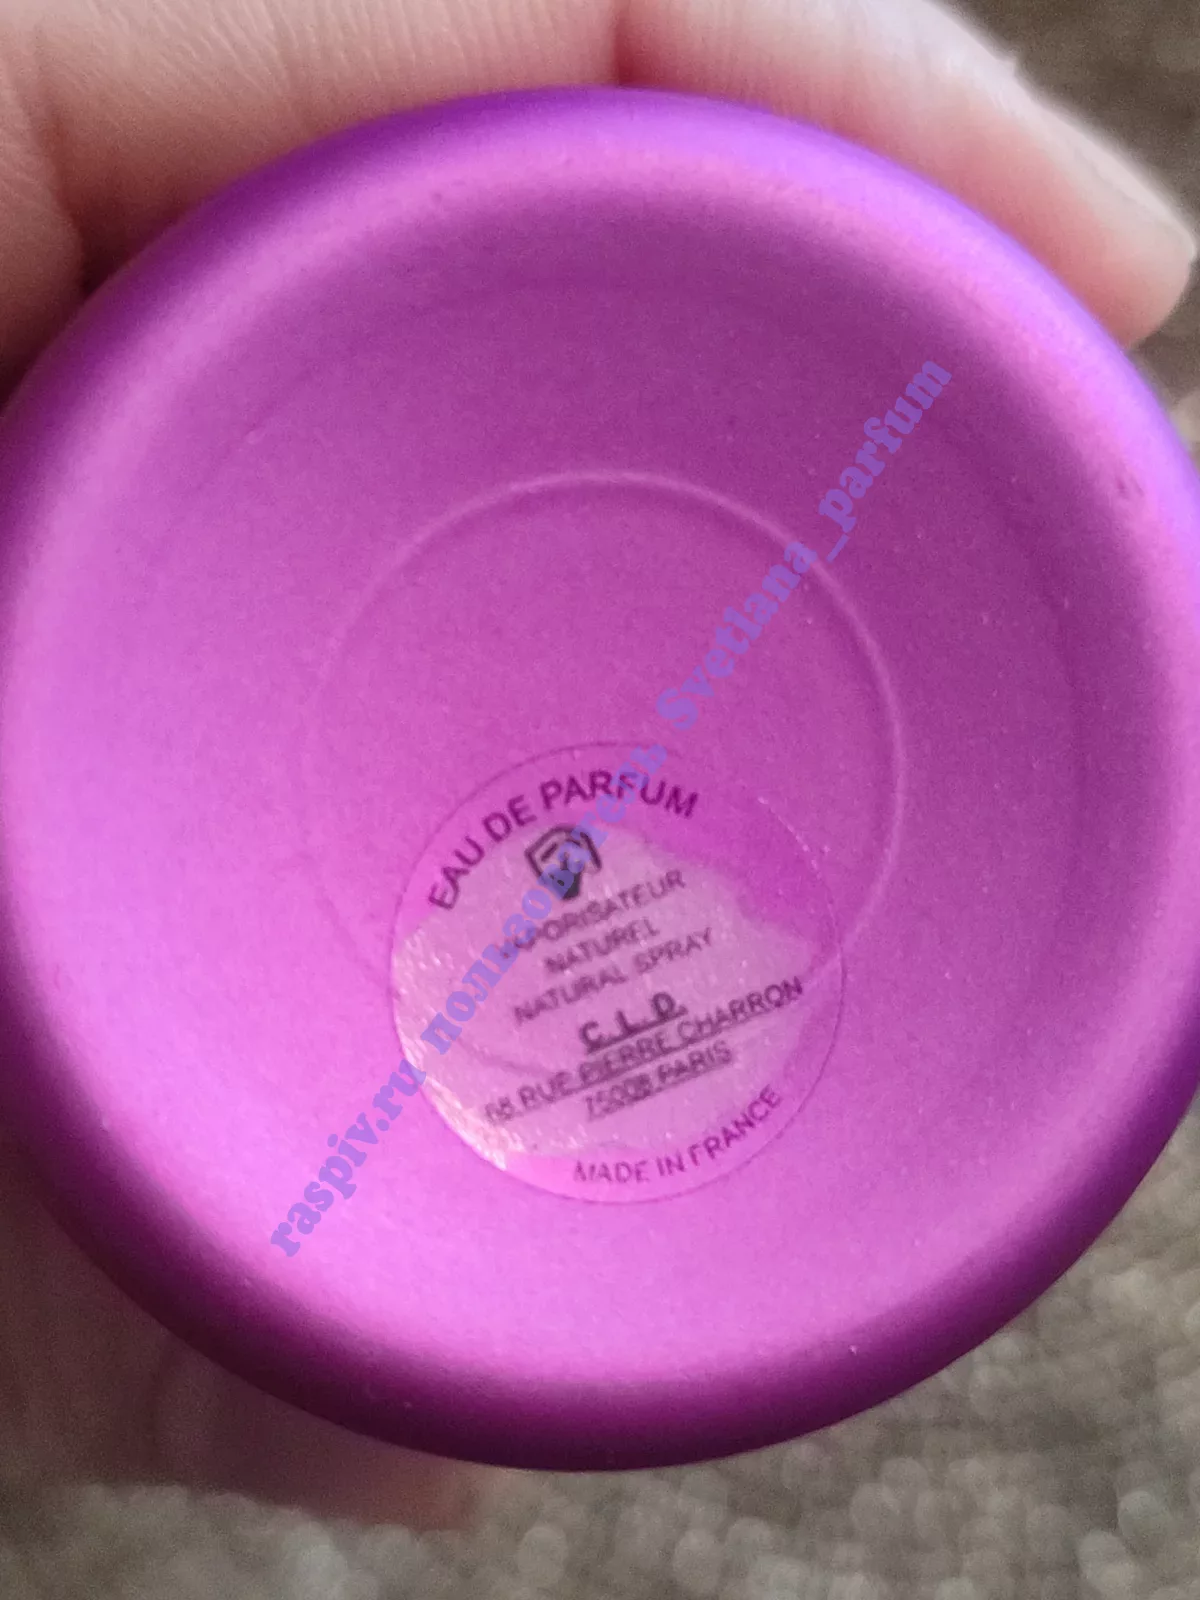 EAU DE PARFUM
VAPORISATEUR
NATUREL
NATURAL SPRAY
C.L.D.
68 RUE PIERRE CHARRON
75008 PARIS
MADE IN FRANCE
raspiv.ru пользователь Svetlana_parfum